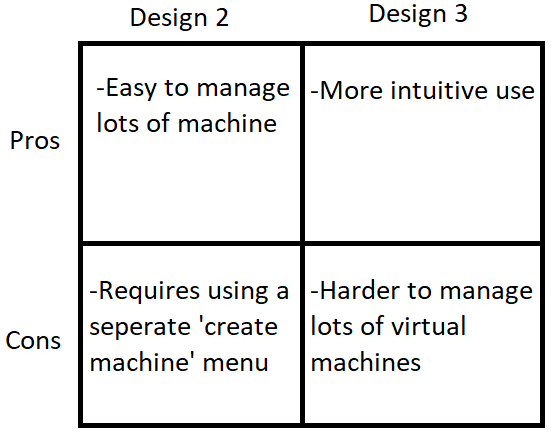 Design 2
Design 3
Pros
-Easy to manage
lots of machine
-More intuitive use
Cons
-Requires using a
seperate 'create
machine' menu
-Harder to manage
lots of virtual
machines